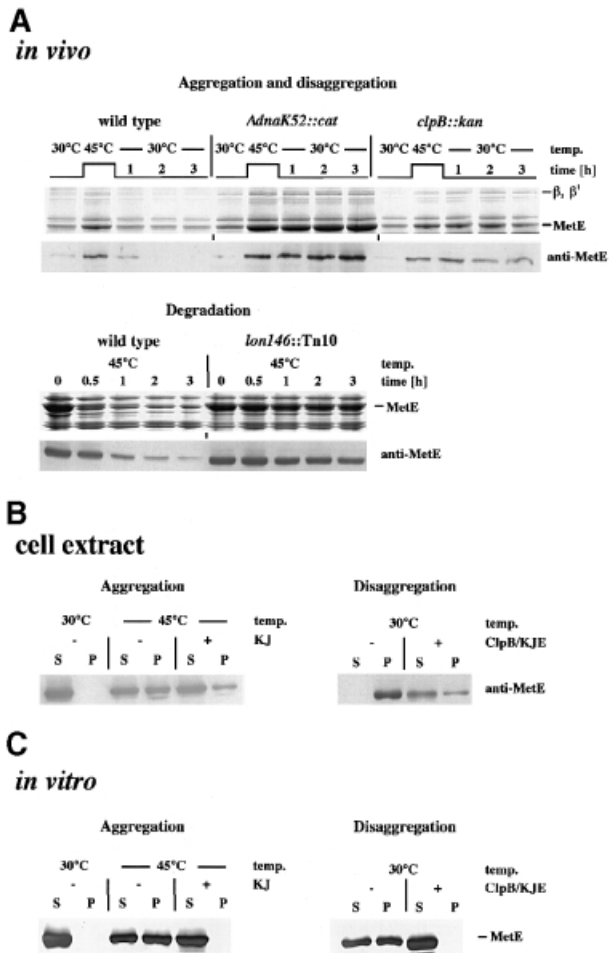 A
in vivo
Aggregation and disaggregation
wild type ΔdnaK52::cat clpB::kan
30°C 45°C — 30°C — 30°C 45°C — 30°C — 30°C 45°C — 30°C — temp.
1 2 3 1 2 3 1 2 3 time [h]
β, β'
MetE
anti-MetE
Degradation
wild type lon146::Tn10
45°C 45°C temp.
0 0.5 1 2 3 0 0.5 1 2 3 time [h]
MetE
anti-MetE
B
cell extract
Aggregation Disaggregation
30°C — 45°C — temp. 30°C temp.
- - + KJ - + ClpB/KJE
S P S P S P S P S P
anti-MetE
C
in vitro
Aggregation Disaggregation
30°C — 45°C — temp. 30°C temp.
- - + KJ - + ClpB/KJE
S P S P S P S P S P
MetE